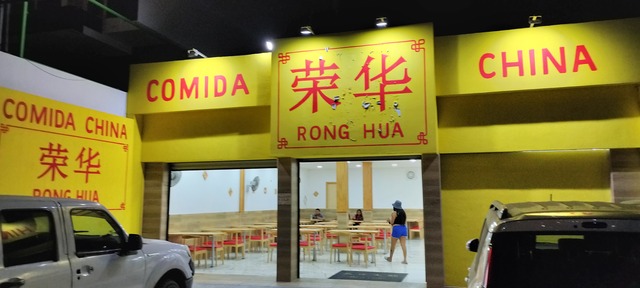 COMIDA CHINA
荣华
RONG HUA
COMIDA
荣华
RONG HUA
CHINA